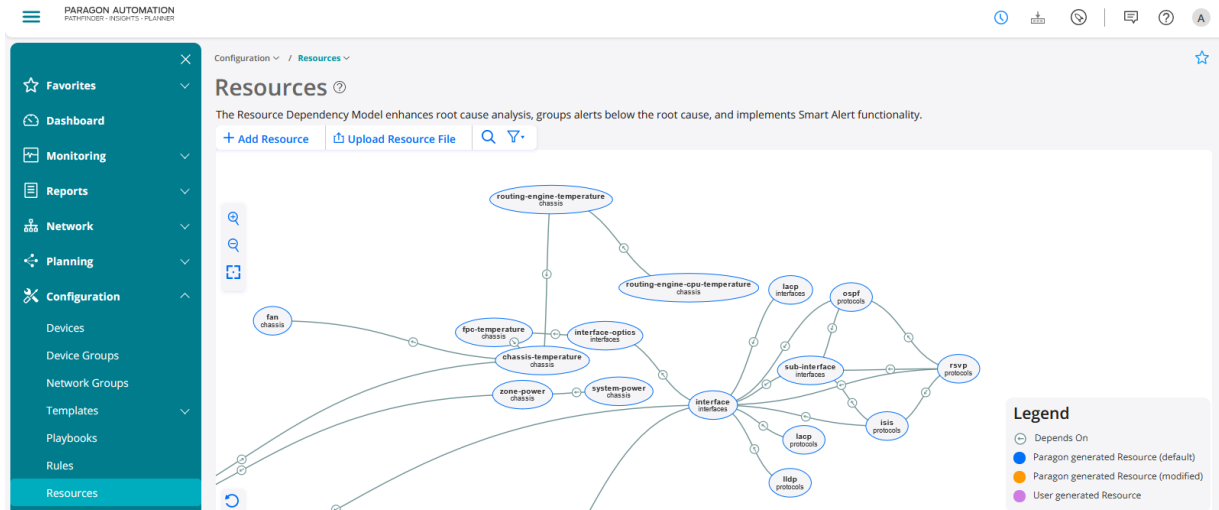 PARAGON AUTOMATION
PATHFINDER • INSIGHTS • PLANNER
A
Favorites
Dashboard
Monitoring
Reports
Network
Planning
Configuration
Devices
Device Groups
Network Groups
Templates
Playbooks
Rules
Resources
Configuration / Resources
Resources
The Resource Dependency Model enhances root cause analysis, groups alerts below the root cause, and implements Smart Alert functionality.
+ Add Resource
Upload Resource File
routing-engine-temperature
chassis
routing-engine-cpu-temperature
chassis
lacp
interfaces
ospf
protocols
fan
chassis
fpc-temperature
chassis
interface-optics
interfaces
chassis-temperature
chassis
sub-interface
interfaces
rsvp
protocols
zone-power
chassis
system-power
chassis
interface
interfaces
isis
protocols
lacp
protocols
lldp
protocols
Legend
Depends On
Paragon generated Resource (default)
Paragon generated Resource (modified)
User generated Resource